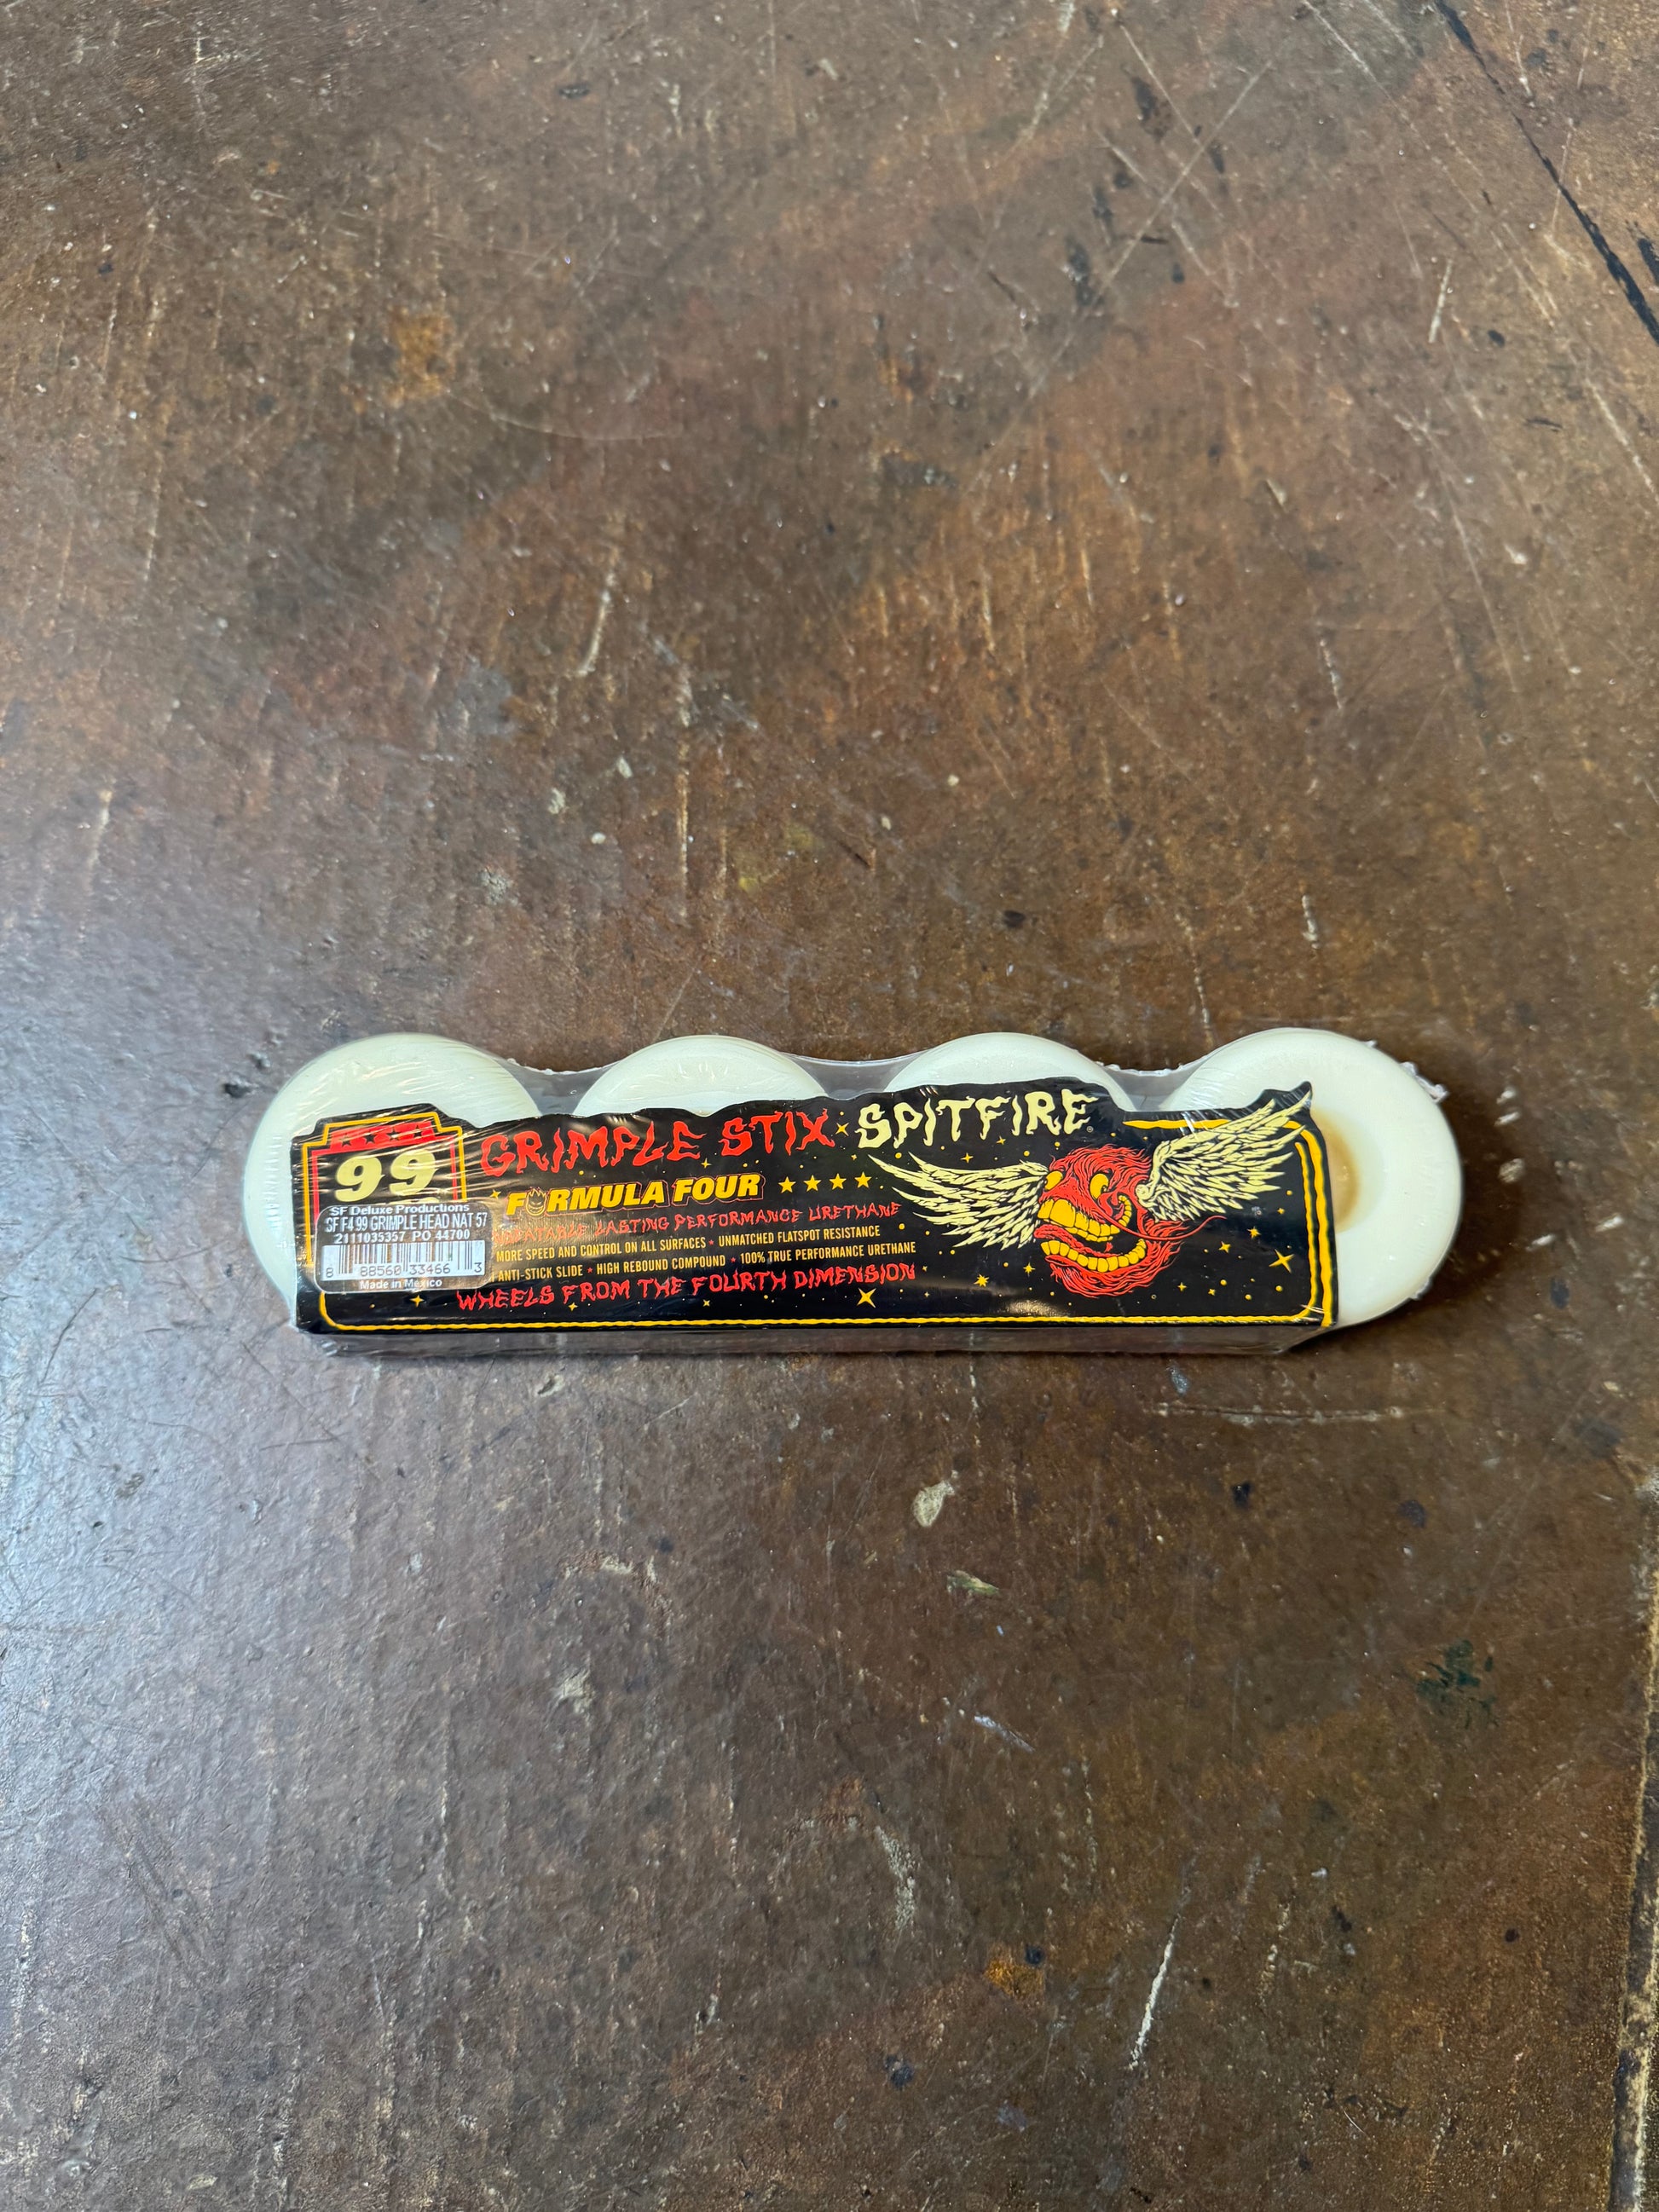 99
GRIMPLE STIX SPITFIRE
FORMULA FOUR
LASTING PERFORMANCE URETHANE
MORE SPEED AND CONTROL ON ALL SURFACES • UNMATCHED FLATSPOT RESISTANCE
ANTI-STICK SLIDE • HIGH REBOUND COMPOUND • 100% TRUE PERFORMANCE URETHANE
WHEELS FROM THE FOURTH DIMENSION
SF Deluxe Productions
SF F4 99 GRIMPLE HEAD NAT 57
2111035357 PO 44700
8 88560 33466 3
Made in Mexico